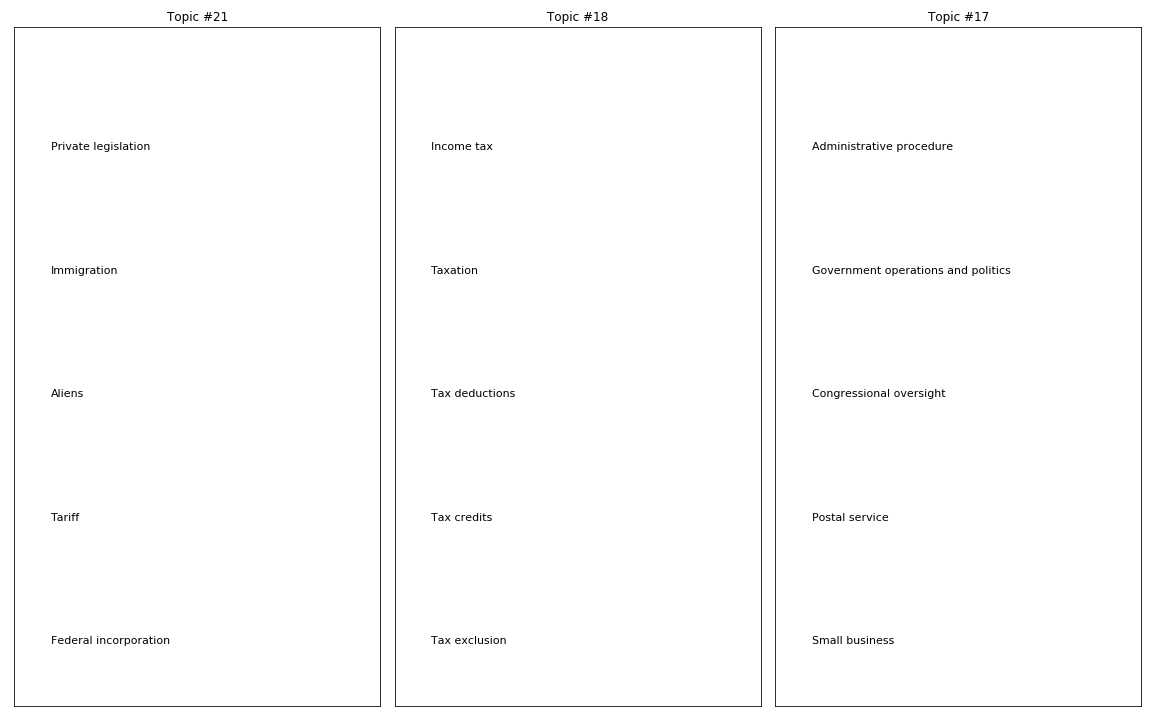 Topic #21
Private legislation
Immigration
Aliens
Tariff
Federal incorporation
Topic #18
Income tax
Taxation
Tax deductions
Tax credits
Tax exclusion
Topic #17
Administrative procedure
Government operations and politics
Congressional oversight
Postal service
Small business